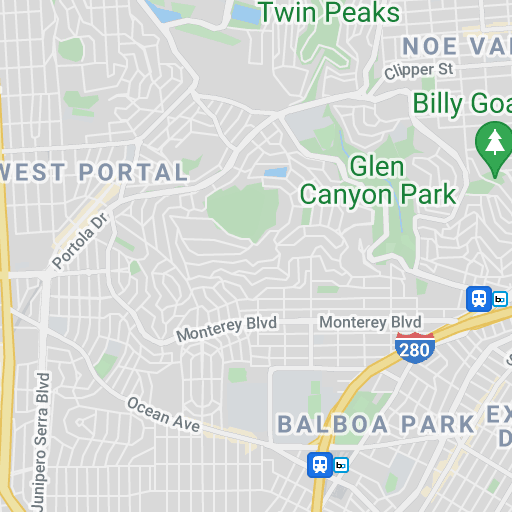 Twin Peaks
NOE VAL
Clipper St
Billy Goa
Glen
Canyon Park
WEST PORTAL
Portola Dr
Monterey Blvd
Monterey Blvd
280
Junipero Serra Blvd
Ocean Ave
BALBOA PARK
EX
D
S